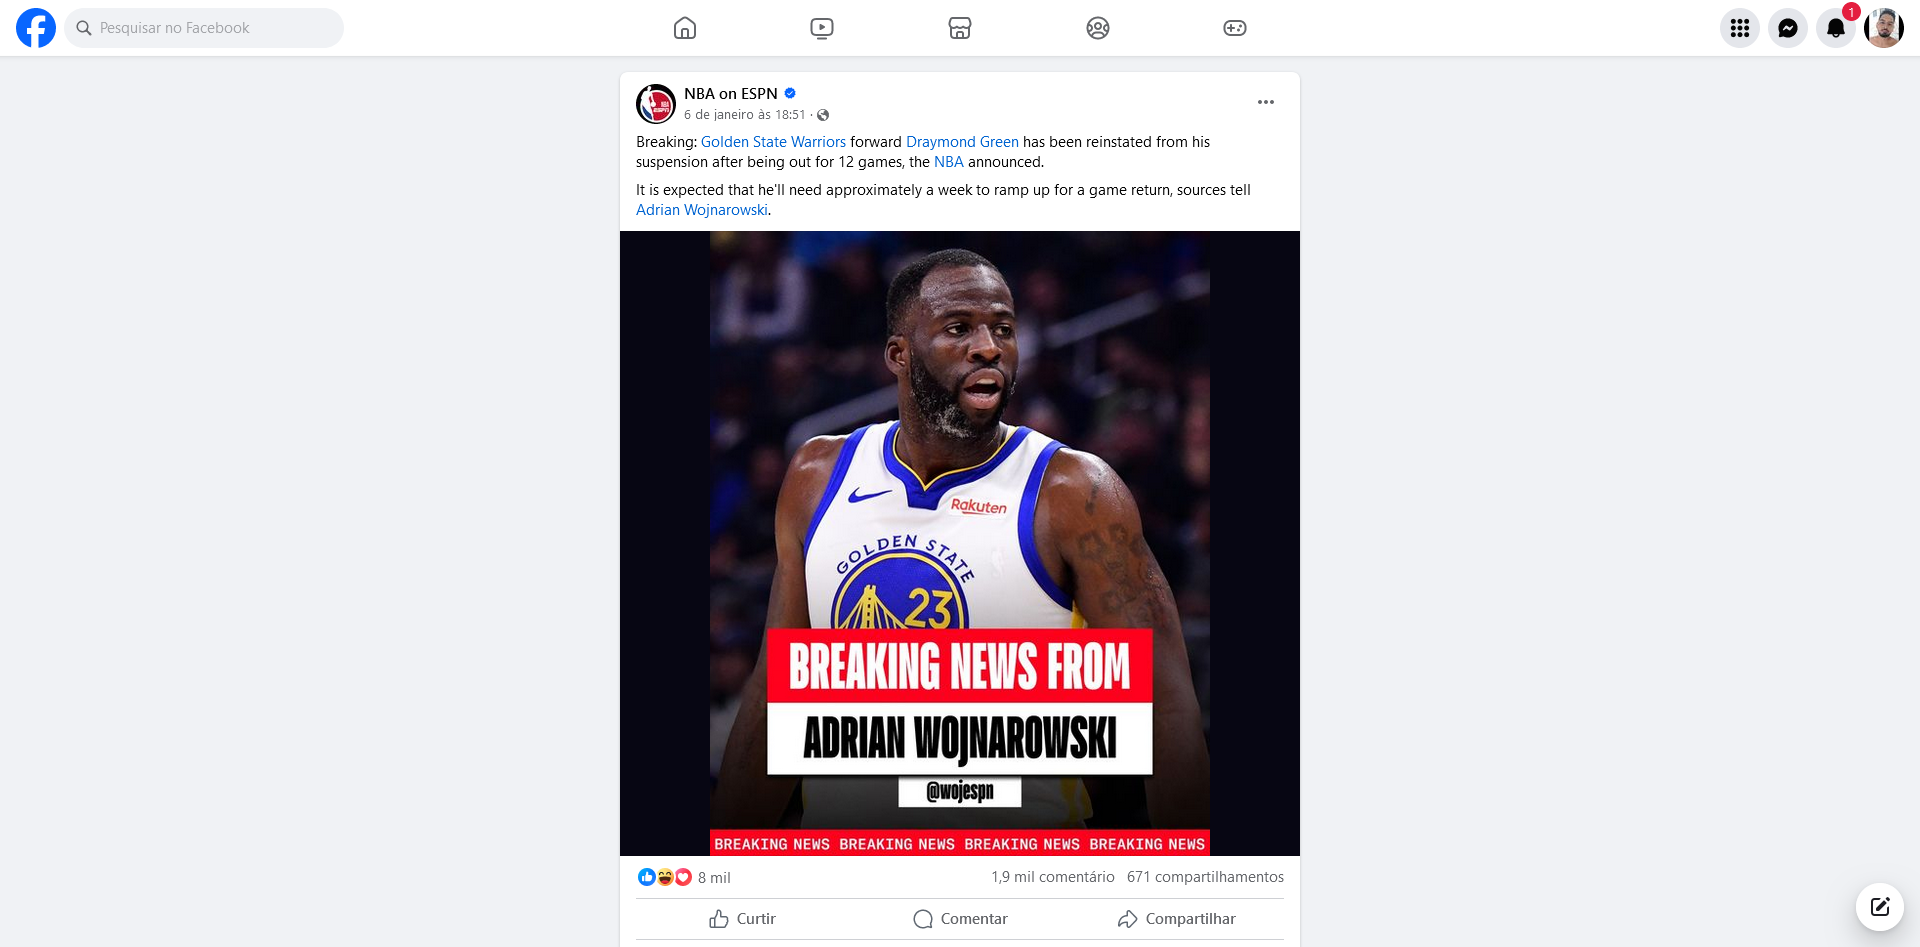 Pesquisar no Facebook
1
NBA on ESPN
6 de janeiro às 18:51 ·
Breaking: Golden State Warriors forward Draymond Green has been reinstated from his
suspension after being out for 12 games, the NBA announced.
It is expected that he'll need approximately a week to ramp up for a game return, sources tell
Adrian Wojnarowski.
Rakuten
GOLDEN STATE
23
BREAKING NEWS FROM
ADRIAN WOJNAROWSKI
@wojespn
BREAKING NEWS BREAKING NEWS BREAKING NEWS BREAKING NEWS
8 mil 1,9 mil comentário 671 compartilhamentos
Curtir Comentar Compartilhar